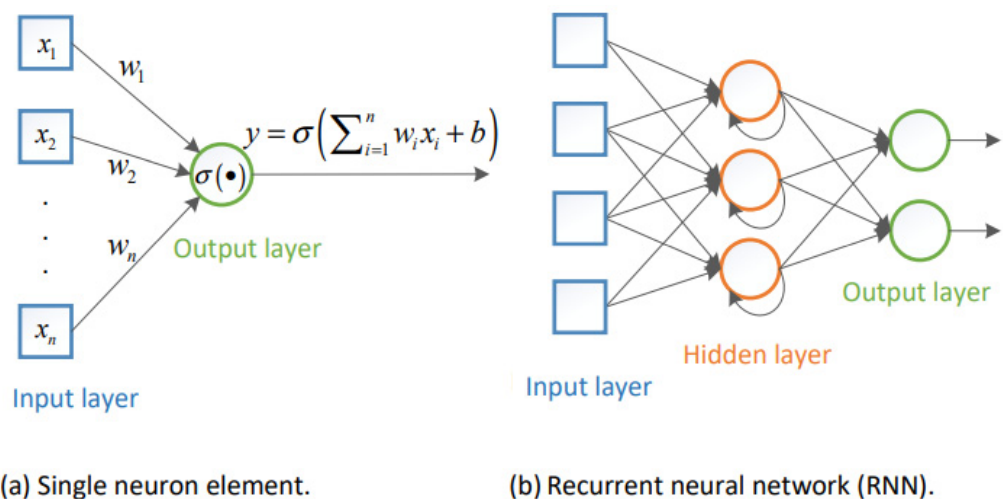 x₁
w₁
x₂
w₂
y = σ(∑ⁿᵢ₌₁ wᵢxᵢ + b)
σ(•)
.
.
.
wₙ
Output layer
xₙ
Input layer
(a) Single neuron element.
Output layer
Hidden layer
Input layer
(b) Recurrent neural network (RNN).